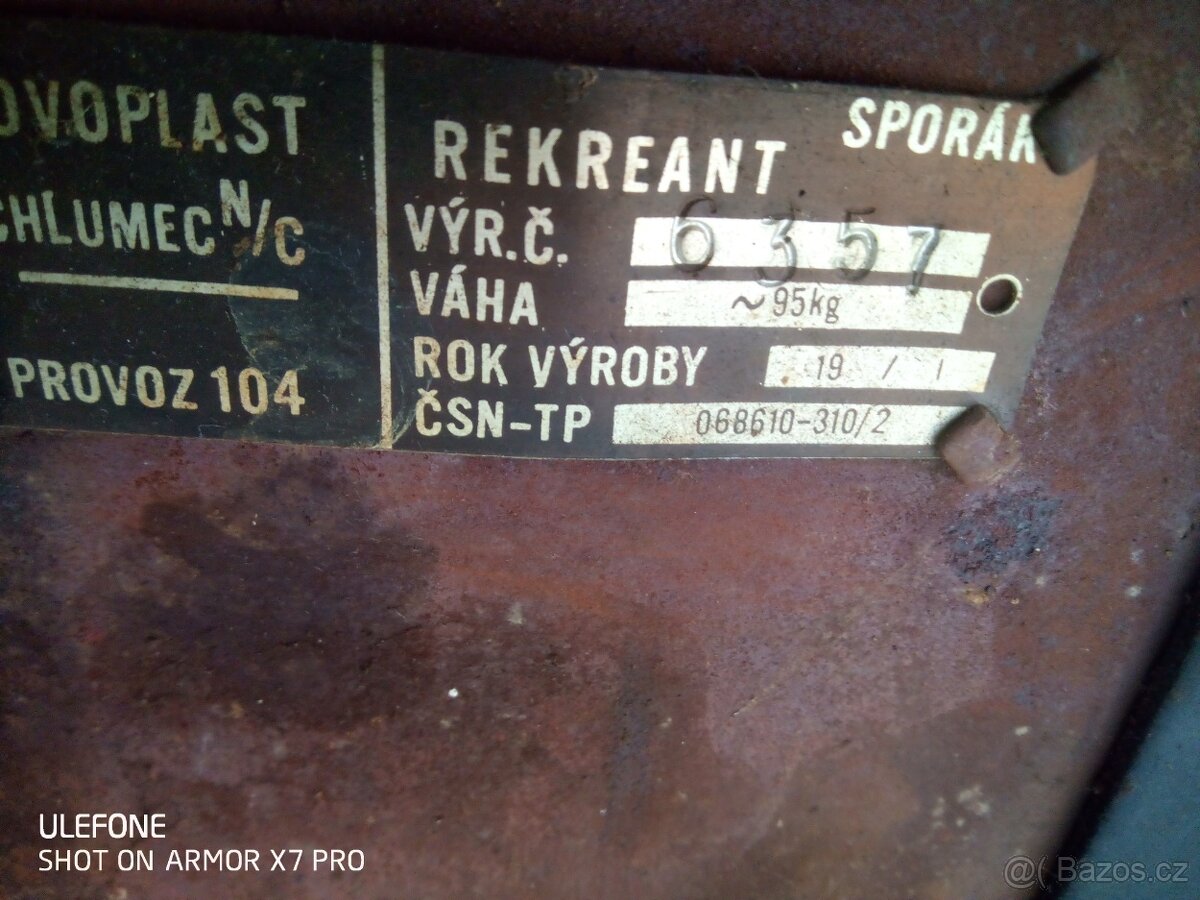 OVOPLAST
CHLUMEC N/C
PROVOZ 104
REKREANT SPORÁK
VÝR.Č. 6357
VÁHA ~95kg
ROK VÝROBY 19 / 1
ČSN-TP 068610-310/2
ULEFONE
SHOT ON ARMOR X7 PRO
@( Bazos.cz